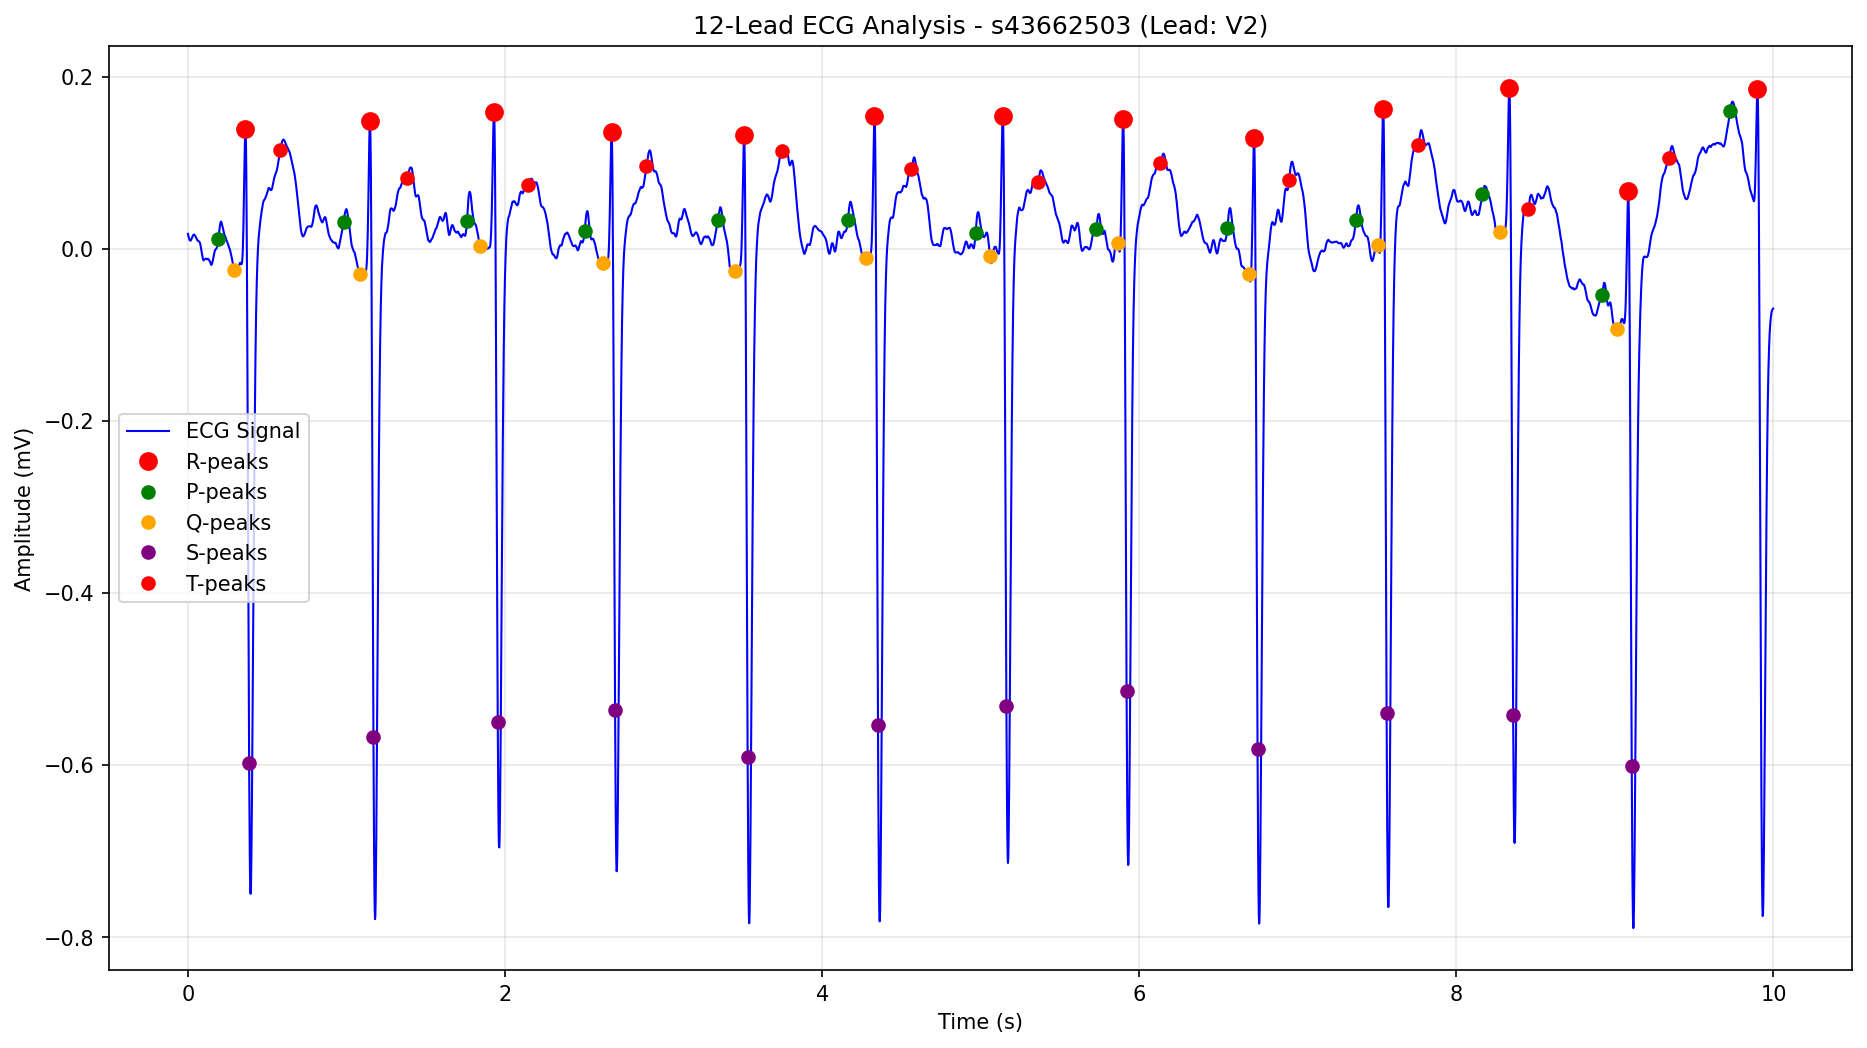 12-Lead ECG Analysis - s43662503 (Lead: V2)
Amplitude (mV)
0.2
0.0
−0.2
−0.4
−0.6
−0.8
ECG Signal
R-peaks
P-peaks
Q-peaks
S-peaks
T-peaks
0 2 4 6 8 10
Time (s)